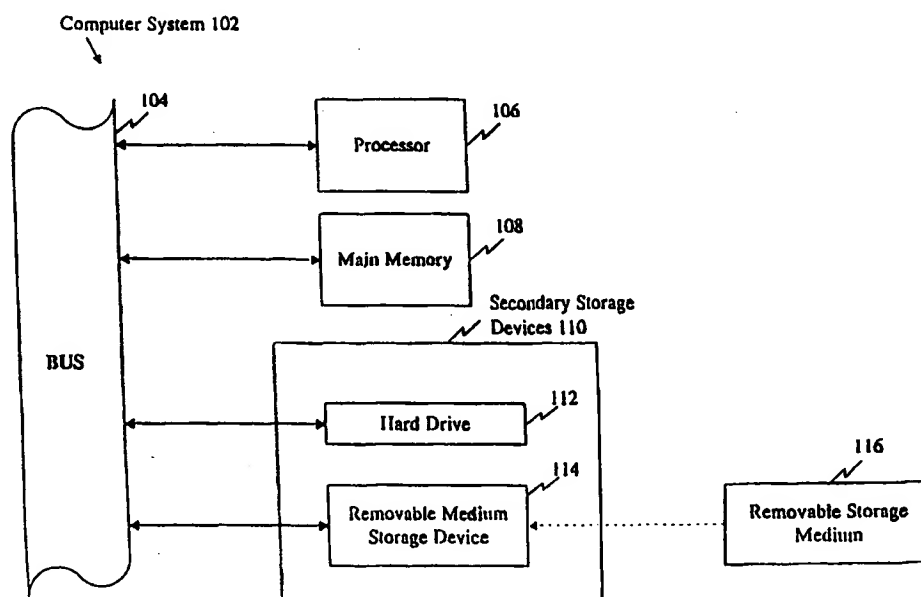 Computer System 102
104
106
Processor
108
Main Memory
Secondary Storage
Devices 110
BUS
112
Hard Drive
114
116
Removable Medium
Storage Device
Removable Storage
Medium